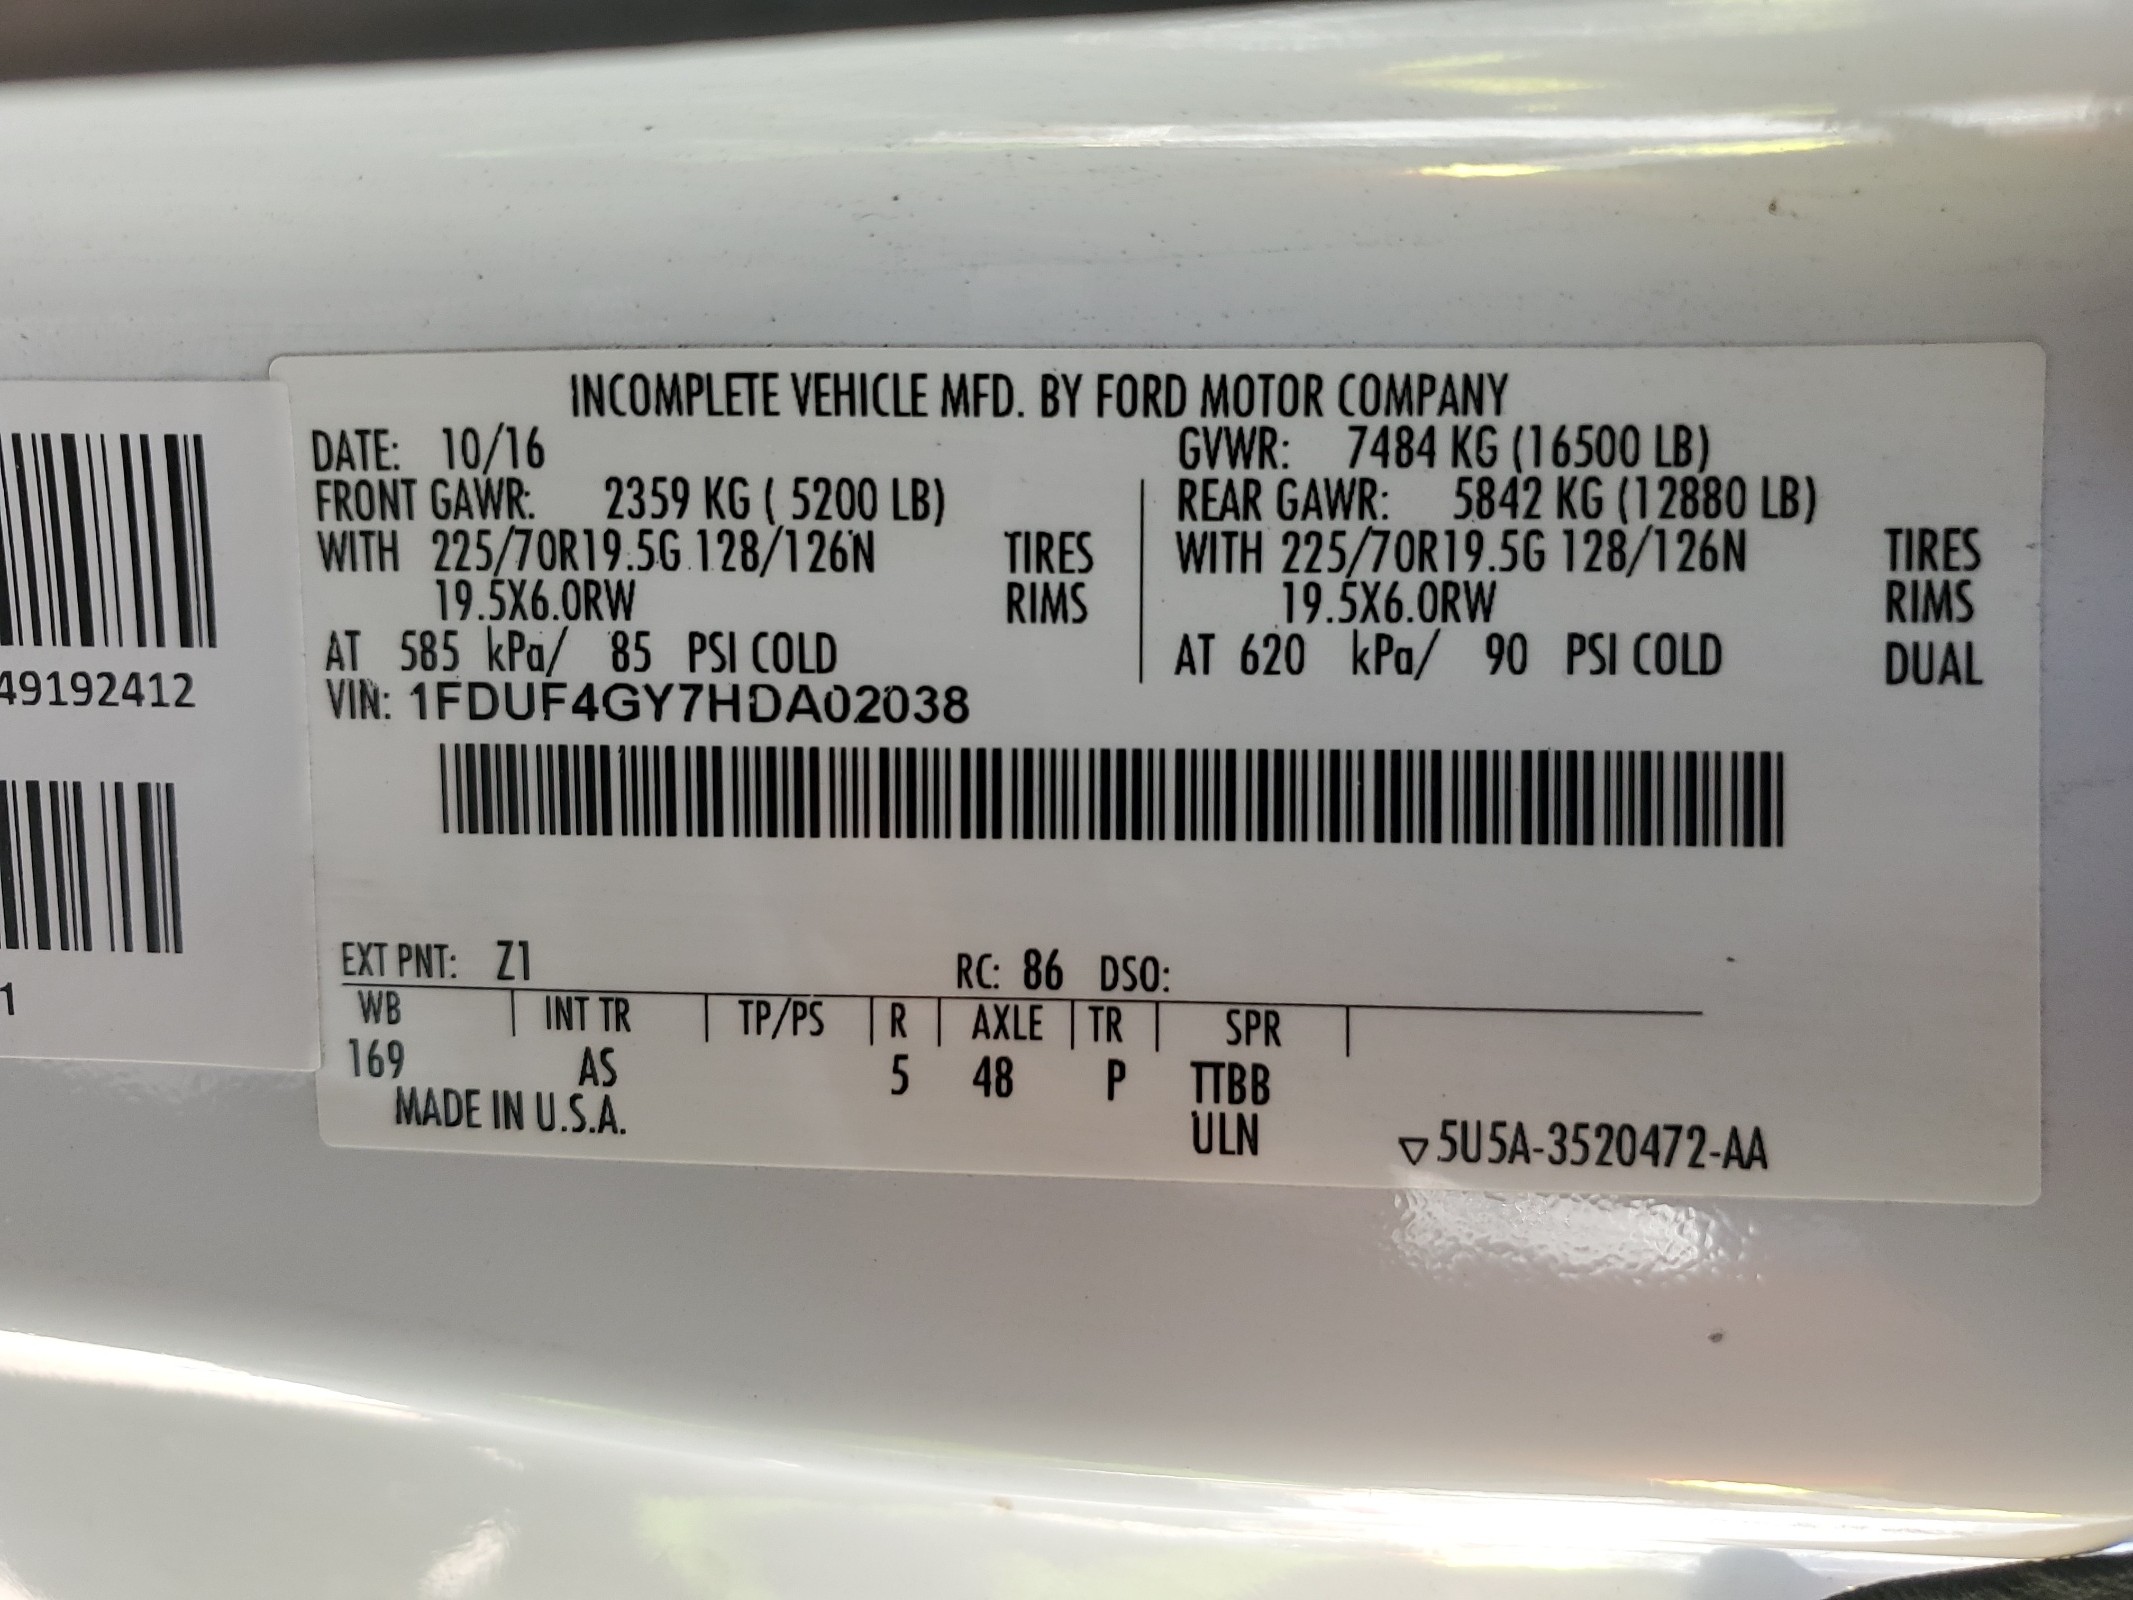 INCOMPLETE VEHICLE MFD. BY FORD MOTOR COMPANY
DATE: 10/16 GVWR: 7484 KG (16500 LB)
FRONT GAWR: 2359 KG ( 5200 LB) REAR GAWR: 5842 KG (12880 LB)
WITH 225/70R19.5G 128/126N TIRES WITH 225/70R19.5G 128/126N TIRES
19.5X6.0RW RIMS 19.5X6.0RW RIMS
AT 585 kPa/ 85 PSI COLD AT 620 kPa/ 90 PSI COLD DUAL
VIN: 1FDUF4GY7HDA02038
49192412
EXT PNT: Z1 RC: 86 DSO:
1
WB INT TR TP/PS R AXLE TR SPR
169 AS 5 48 P TTBB
MADE IN U.S.A. ULN ▽5U5A-3520472-AA